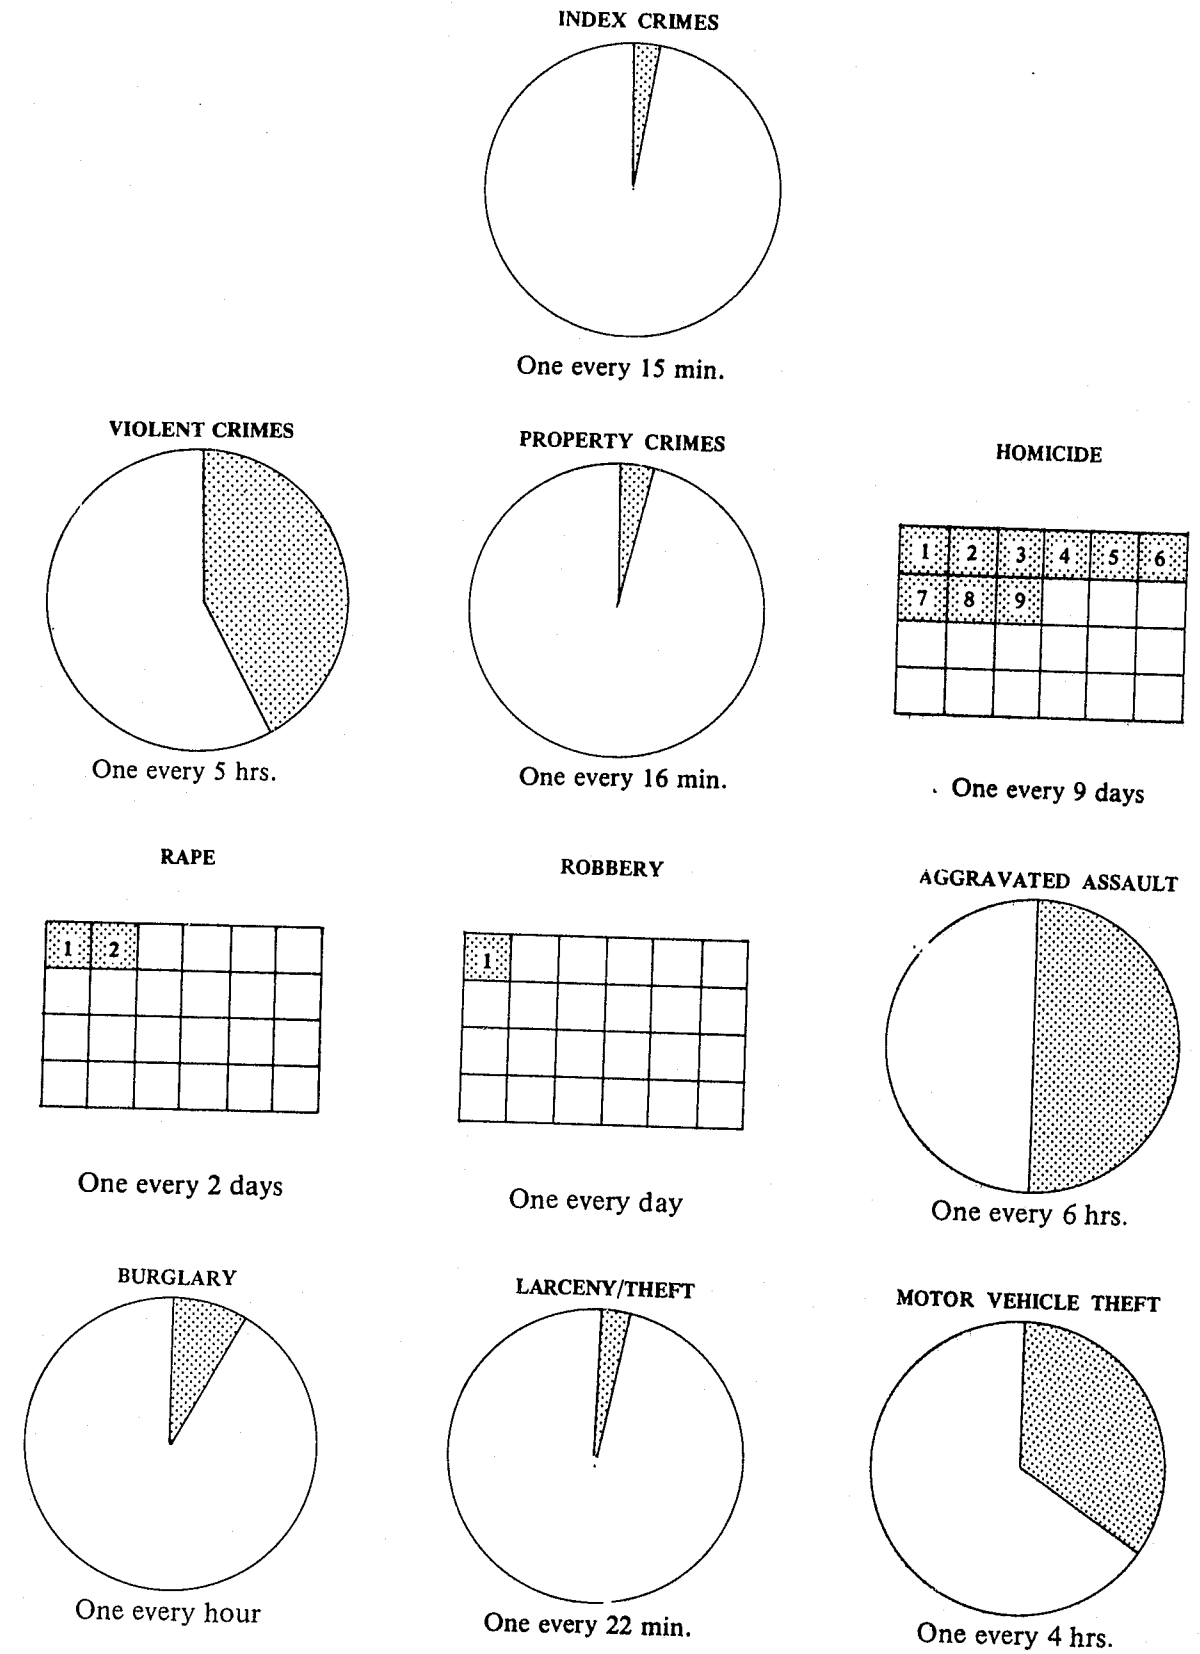 INDEX CRIMES
One every 15 min.
VIOLENT CRIMES
One every 5 hrs.
PROPERTY CRIMES
One every 16 min.
HOMICIDE
1 2 3 4 5 6
7 8 9
One every 9 days
RAPE
1 2
One every 2 days
ROBBERY
1
One every day
AGGRAVATED ASSAULT
One every 6 hrs.
BURGLARY
One every hour
LARCENY/THEFT
One every 22 min.
MOTOR VEHICLE THEFT
One every 4 hrs.